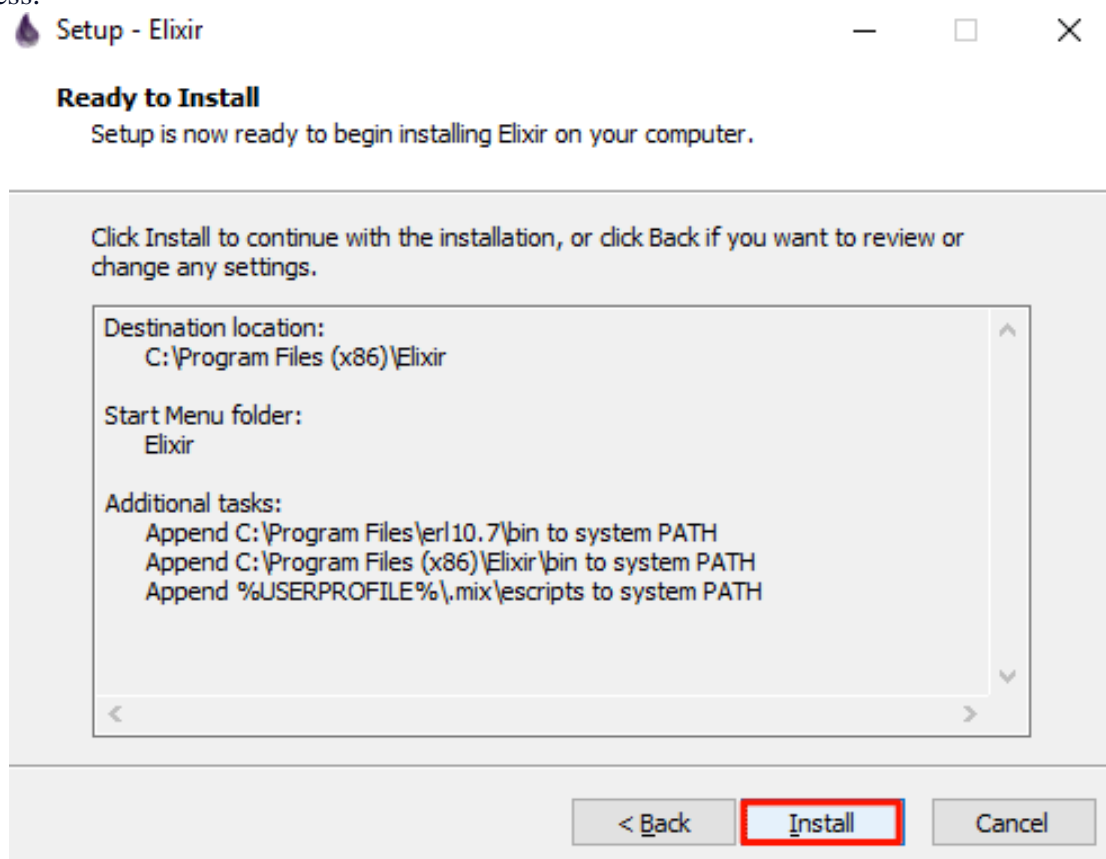 Setup - Elixir
Ready to Install
Setup is now ready to begin installing Elixir on your computer.
Click Install to continue with the installation, or click Back if you want to review or
change any settings.
Destination location:
C:\Program Files (x86)\Elixir
Start Menu folder:
Elixir
Additional tasks:
Append C:\Program Files\erl10.7\bin to system PATH
Append C:\Program Files (x86)\Elixir\bin to system PATH
Append %USERPROFILE%\.mix\escripts to system PATH
< Back Install Cancel